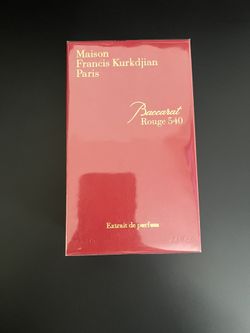 Maison
Francis Kurkdjian
Paris
Baccarat
Rouge 540
Extrait de parfum